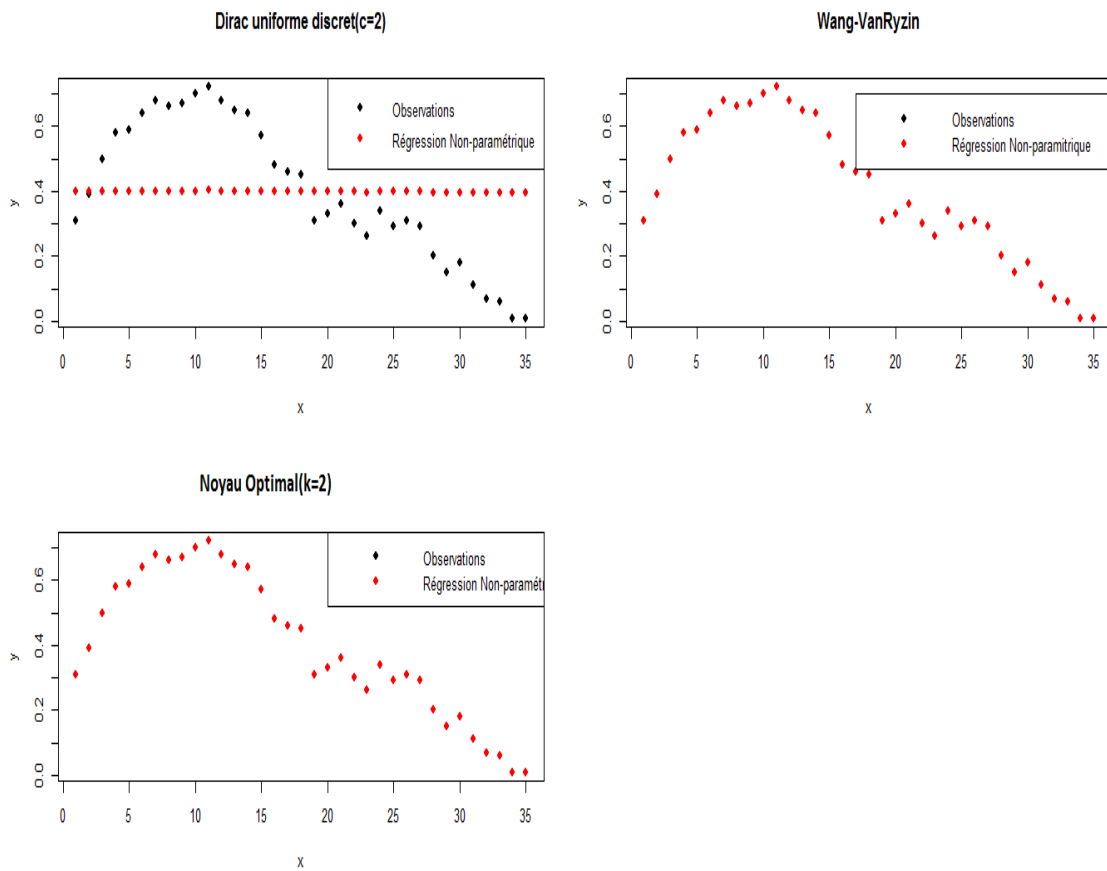 Dirac uniforme discret(c=2)
Observations
Régression Non-paramétrique
y
0.0 0.2 0.4 0.6
0 5 10 15 20 25 30 35
x
Wang-VanRyzin
Observations
Régression Non-paramitrique
y
0.0 0.2 0.4 0.6
0 5 10 15 20 25 30 35
x
Noyau Optimal(k=2)
Observations
Régression Non-paramétri
y
0.0 0.2 0.4 0.6
0 5 10 15 20 25 30 35
x